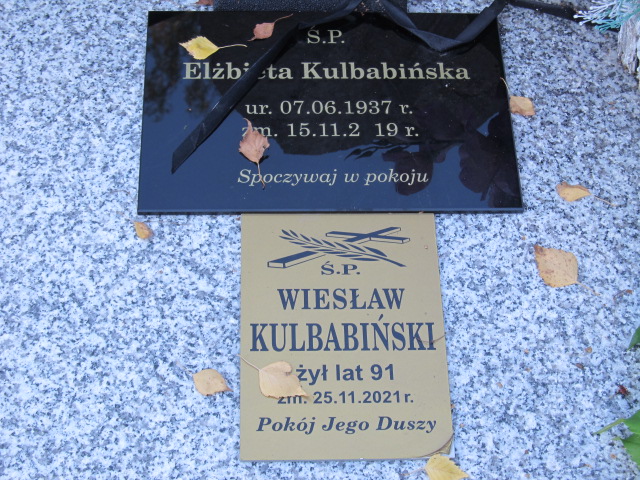 Ś.P.
Elżbieta Kulbabińska
ur. 07.06.1937 r.
zm. 15.11.2 19 r.
Spoczywaj w pokoju
Ś.P.
WIESŁAW
KULBABIŃSKI
żył lat 91
zm. 25.11.2021 r.
Pokój Jego Duszy